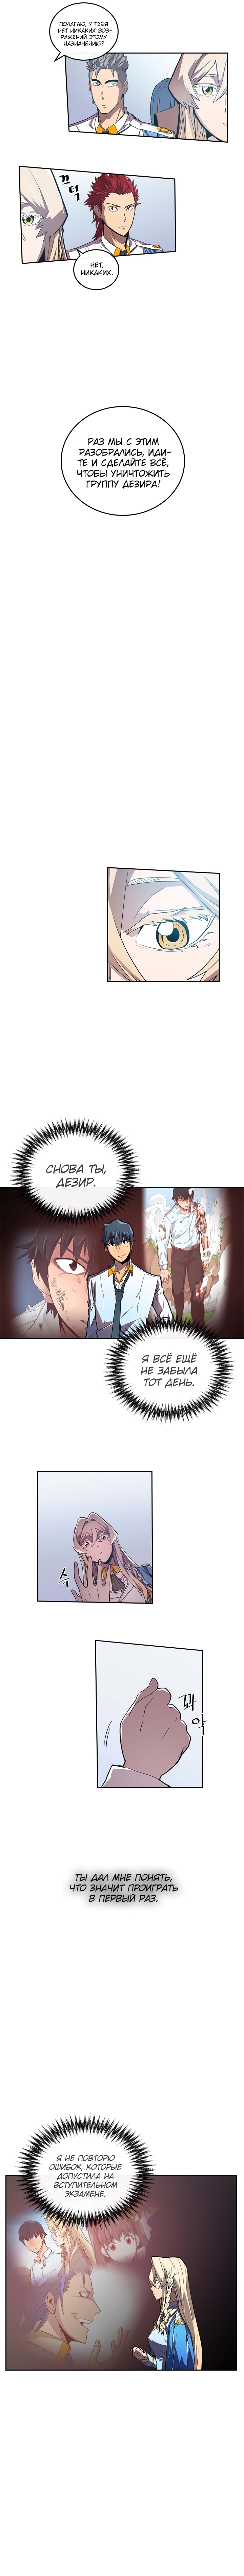 ПОЛАГАЮ, У ТЕБЯ
НЕТ НИКАКИХ ВОЗ-
РАЖЕНИЙ ЭТОМУ
НАЗНАЧЕНИЮ?
끄
덕
НЕТ,
НИКАКИХ.
РАЗ МЫ С ЭТИМ
РАЗОБРАЛИСЬ, ИДИ-
ТЕ И СДЕЛАЙТЕ ВСЁ,
ЧТОБЫ УНИЧТОЖИТЬ
ГРУППУ ДЕЗИРА!
СНОВА ТЫ,
ДЕЗИР.
Я ВСЁ ЕЩЁ
НЕ ЗАБЫЛА
ТОТ ДЕНЬ.
슥
꽈
악
ТЫ ДАЛ МНЕ ПОНЯТЬ,
ЧТО ЗНАЧИТ ПРОИГРАТЬ
В ПЕРВЫЙ РАЗ.
Я НЕ ПОВТОРЮ
ОШИБОК, КОТОРЫЕ
ДОПУСТИЛА НА
ВСТУПИТЕЛЬНОМ
ЭКЗАМЕНЕ.